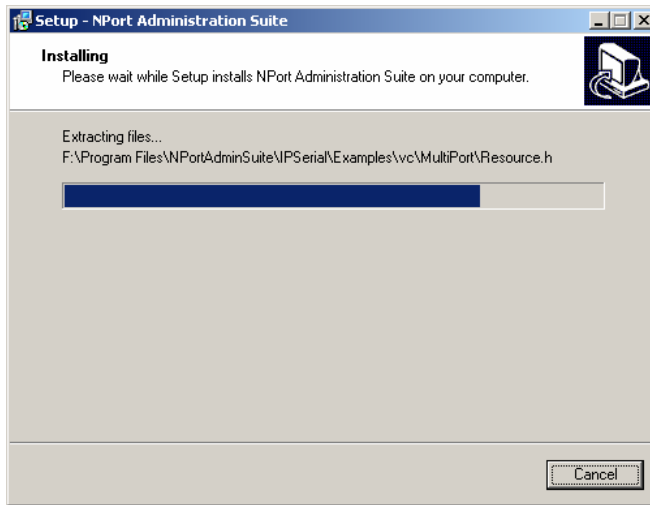 Setup - NPort Administration Suite
Installing
Please wait while Setup installs NPort Administration Suite on your computer.
Extracting files...
F:\Program Files\NPortAdminSuite\IPSerial\Examples\vc\MultiPort\Resource.h
Cancel